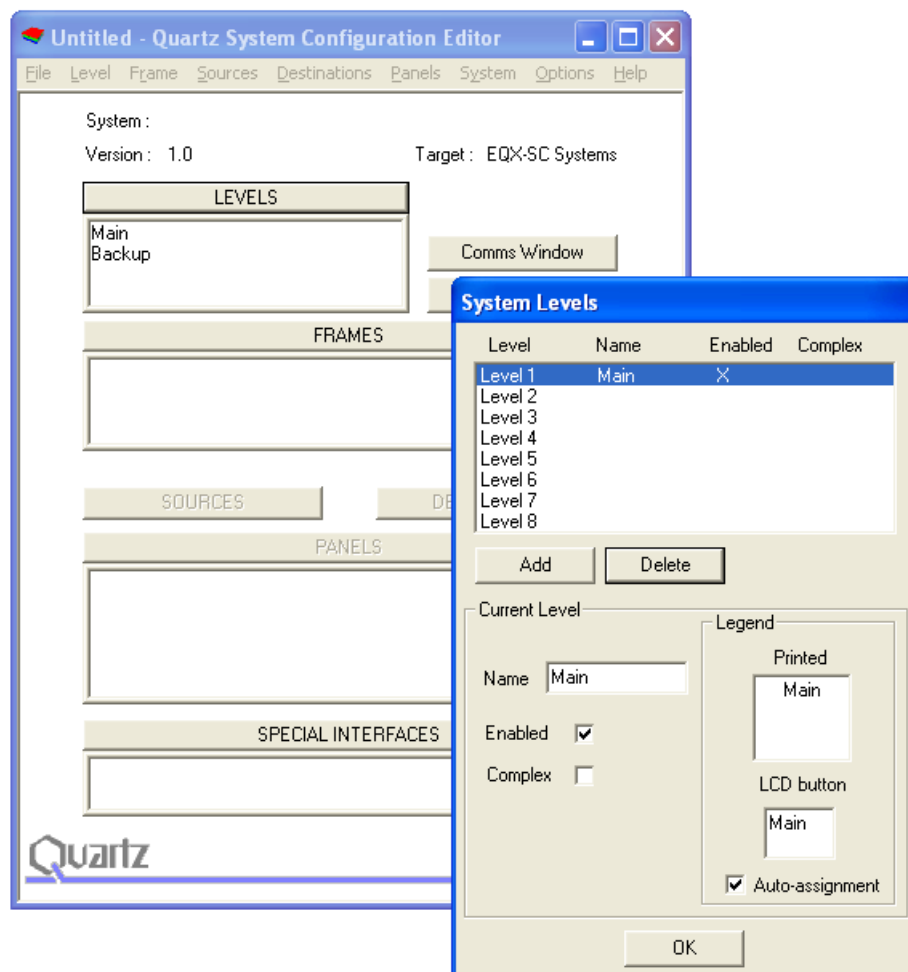 Untitled - Quartz System Configuration Editor
File Level Frame Sources Destinations Panels System Options Help
System :
Version : 1.0 Target : EQX-SC Systems
LEVELS
Main
Backup
Comms Window
FRAMES
SOURCES
DE
PANELS
SPECIAL INTERFACES
Quartz
System Levels
Level Name Enabled Complex
Level 1 Main X
Level 2
Level 3
Level 4
Level 5
Level 6
Level 7
Level 8
Add Delete
Current Level
Name Main
Enabled
Complex
Legend
Printed
Main
LCD button
Main
Auto-assignment
OK